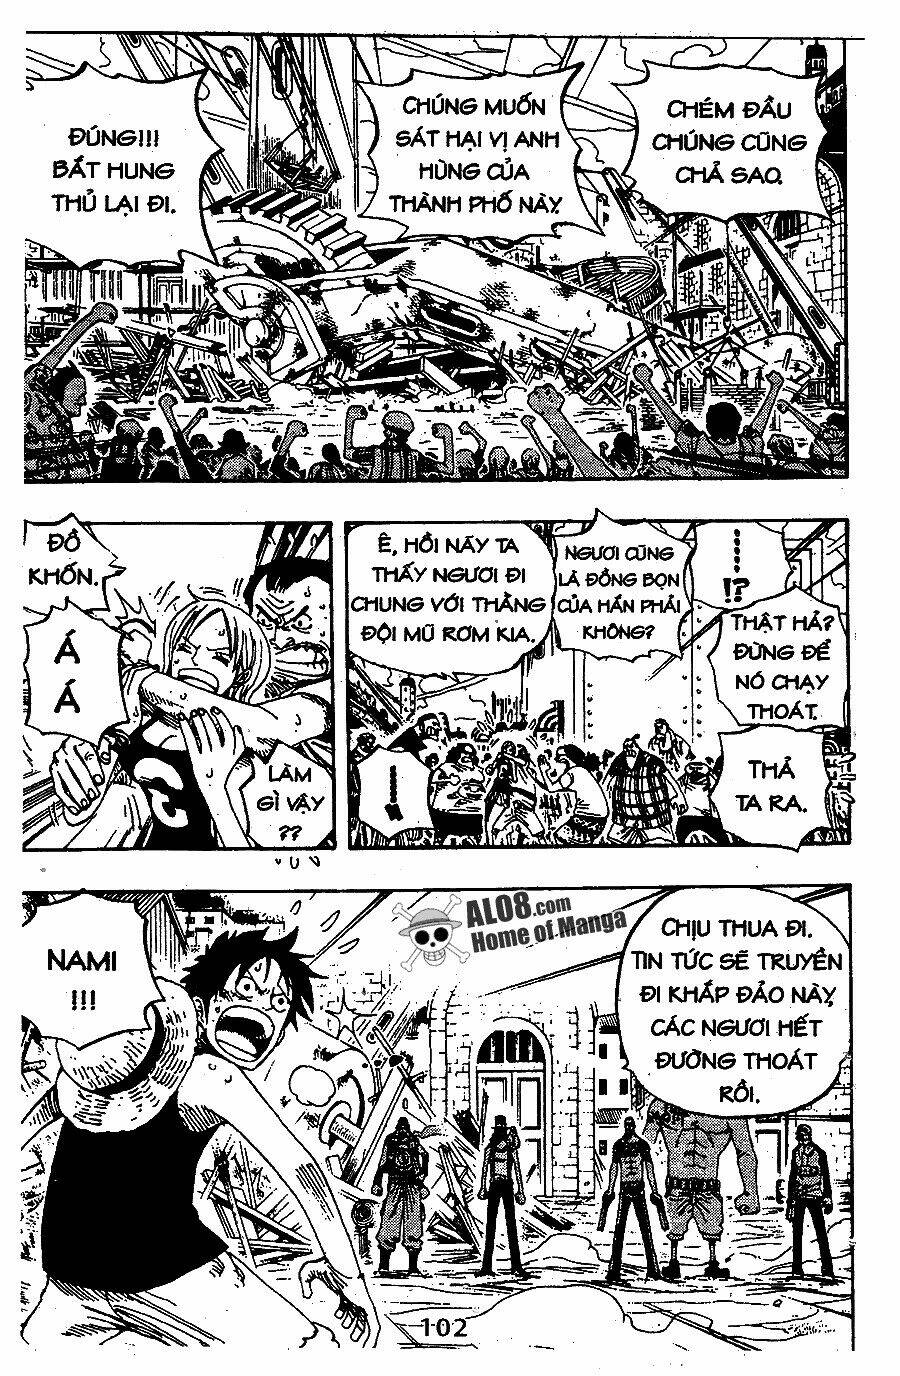 CHÉM ĐẦU
CHÚNG CŨNG
CHẢ SAO.
CHÚNG MUỐN
SÁT HẠI VỊ ANH
HÙNG CỦA
THÀNH PHỐ NÀY.
ĐÚNG!!!
BẮT HUNG
THỦ LẠI ĐI.
......
!?
THẬT HẢ?
ĐỪNG ĐỂ
NÓ CHẠY
THOÁT.
THẢ
TA RA.
NGƯƠI CŨNG
LÀ ĐỒNG BỌN
CỦA HẮN PHẢI
KHÔNG?
Ê, HỒI NÃY TA
THẤY NGƯƠI ĐI
CHUNG VỚI THẰNG
ĐỘI MŨ RƠM KIA.
ĐỒ
KHỐN.
Á
Á
LÀM
GÌ VẬY
??
CHỊU THUA ĐI.
TIN TỨC SẼ TRUYỀN
ĐI KHẮP ĐẢO NÀY,
CÁC NGƯƠI HẾT
ĐƯỜNG THOÁT
RỒI.
NAMI
!!!
ALO8.com
Home of Manga
102